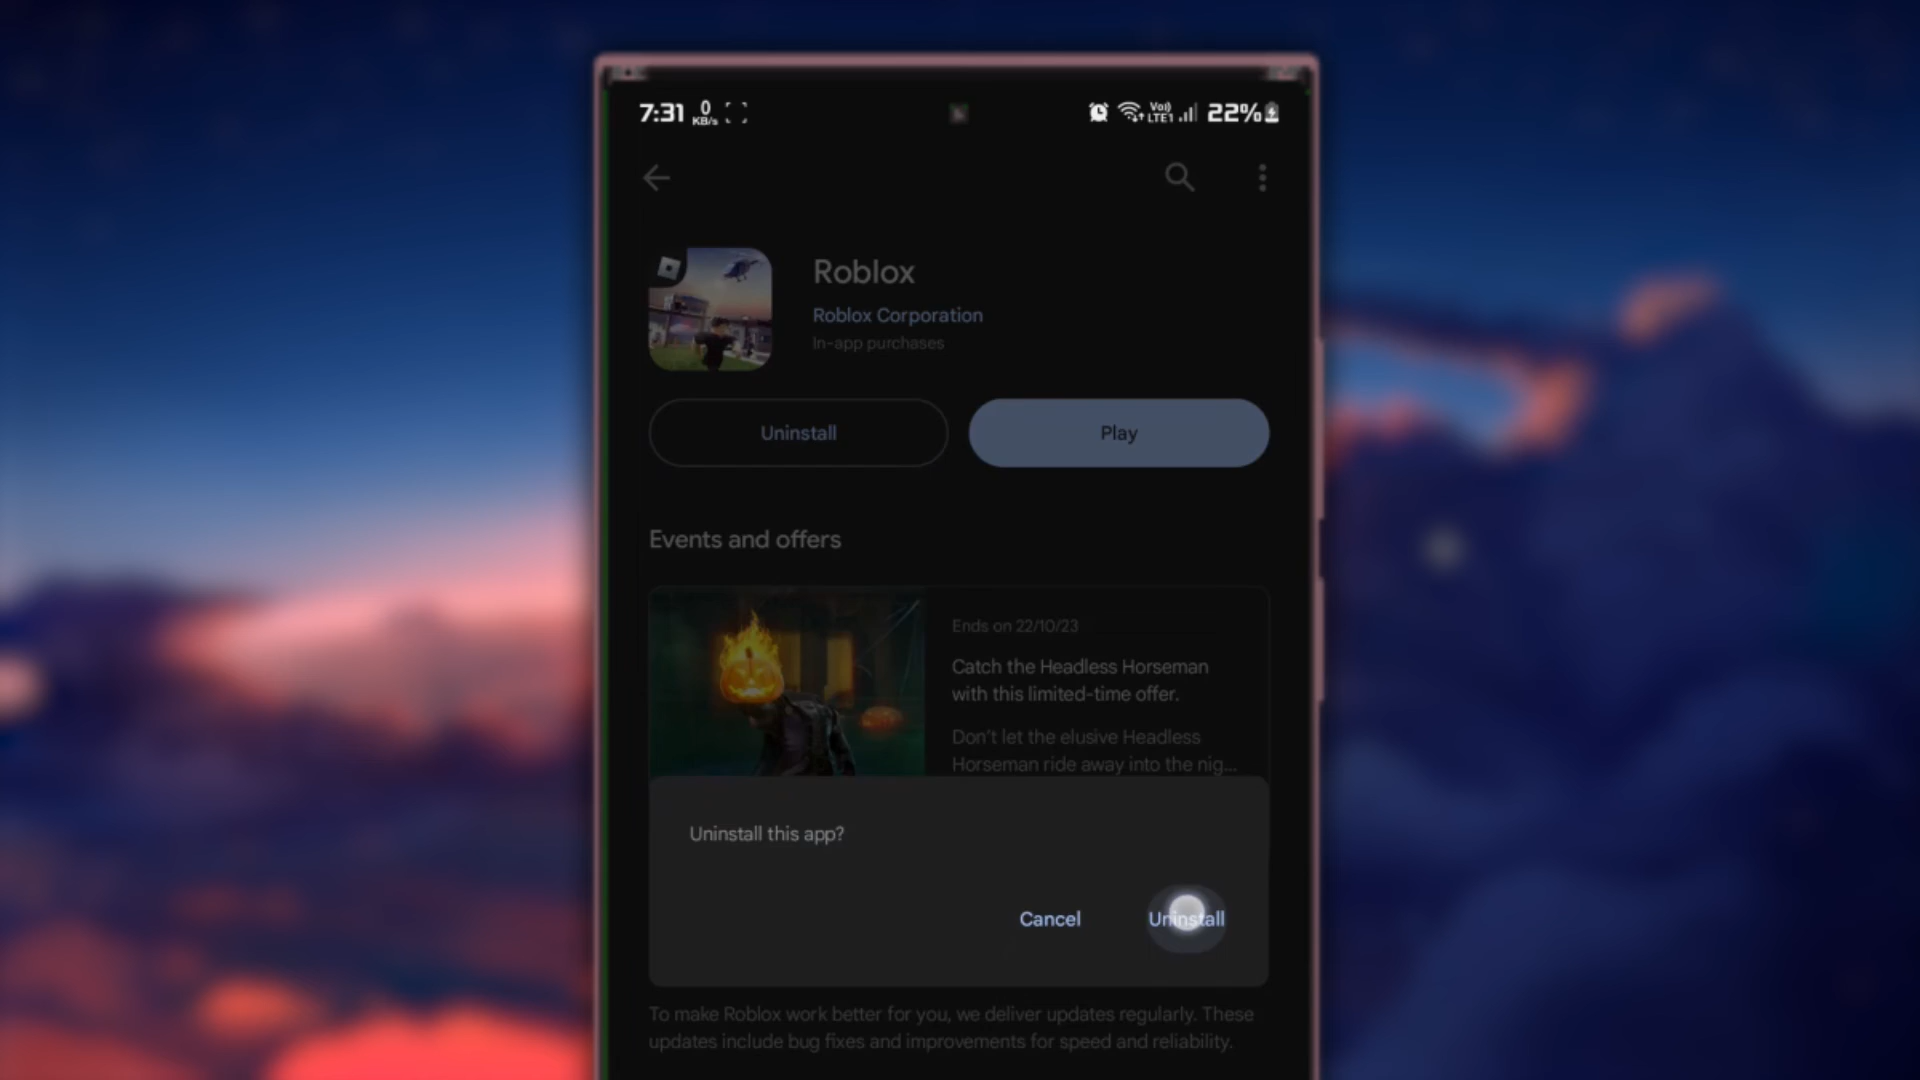 7:31 0 KB/s Vo) LTE1 22%
Roblox
Roblox Corporation
In-app purchases
Uninstall
Play
Events and offers
Ends on 22/10/23
Catch the Headless Horseman
with this limited-time offer.
Don't let the elusive Headless
Horseman ride away into the nig...
Uninstall this app?
Cancel
Uninstall
To make Roblox work better for you, we deliver updates regularly. These
updates include bug fixes and improvements for speed and reliability.